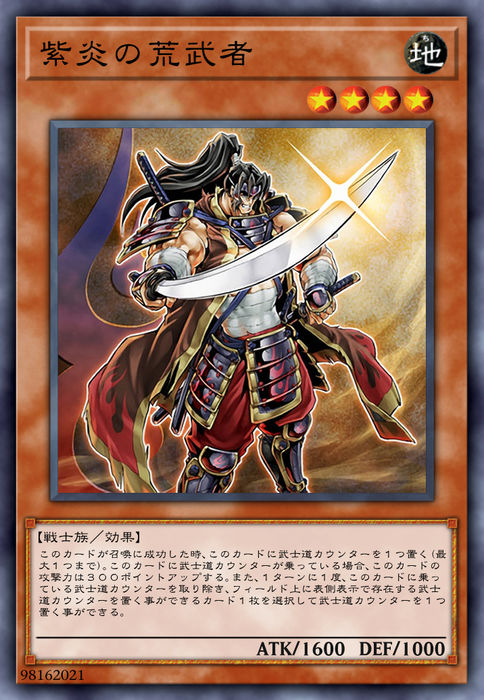 紫炎の荒武者
ち
地
【戦士族／効果】
このカードが召喚に成功した時、このカードに武士道カウンターを１つ置く（最
大１つまで）。このカードに武士道カウンターが乗っている場合、このカードの
攻撃力は３００ポイントアップする。また、１ターンに１度、このカードに乗っ
ている武士道カウンターを取り除き、フィールド上に表側表示で存在する武士
道カウンターを置く事ができるカード１枚を選択して武士道カウンターを１つ
置く事ができる。
ATK/1600 DEF/1000
98162021